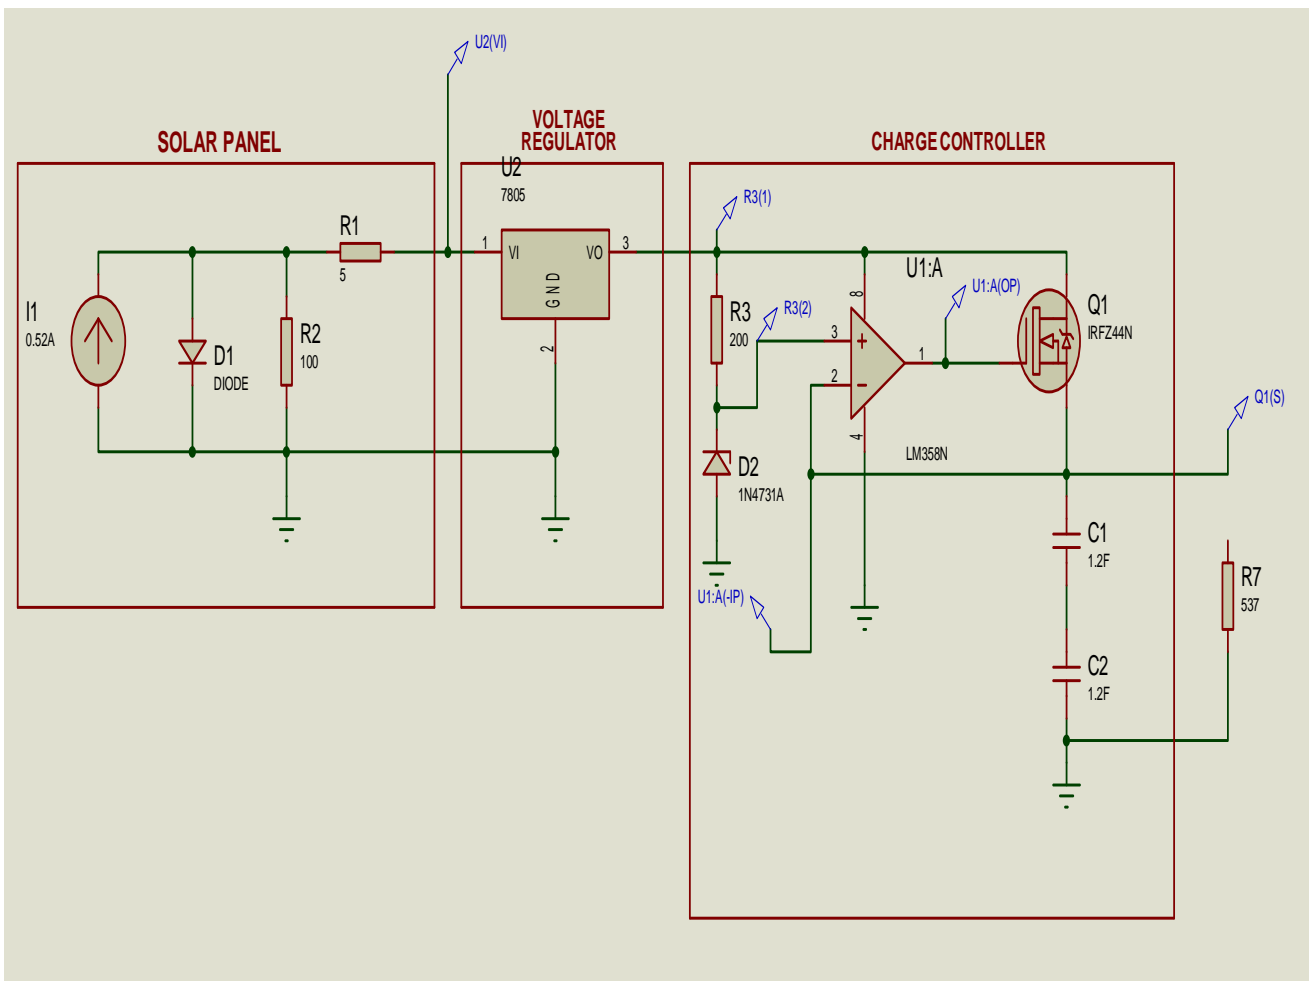 U2(VI)
SOLAR PANEL
VOLTAGE
REGULATOR
CHARGE CONTROLLER
U2
7805
R3(1)
R1
5
1
VI
VO
3
GND
2
I1
0.52A
D1
DIODE
R2
100
R3
200
R3(2)
U1:A
8
3
2
1
4
U1:A(OP)
Q1
IRFZ44N
Q1(S)
LM358N
D2
1N4731A
U1:A(-IP)
C1
1.2F
R7
537
C2
1.2F